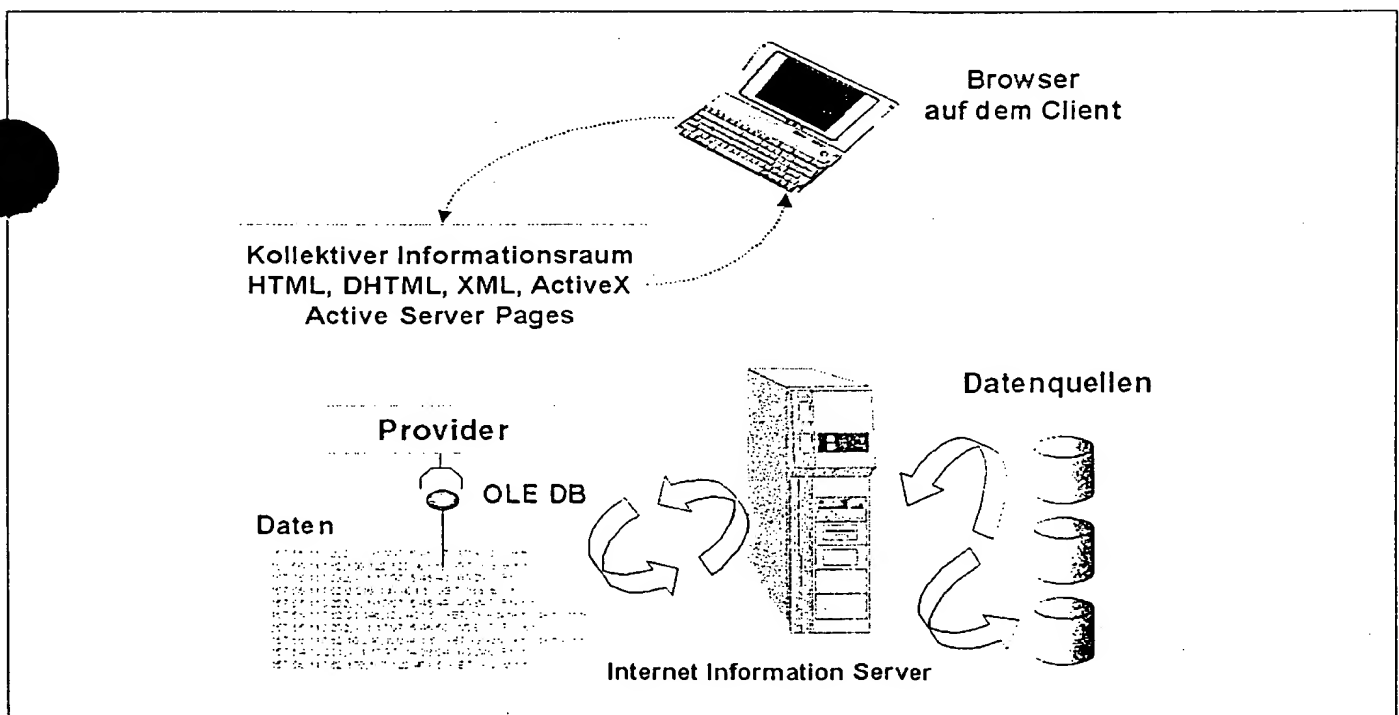 Browser
auf dem Client
Kollektiver Informationsraum
HTML, DHTML, XML, ActiveX
Active Server Pages
Datenquellen
Provider
OLE DB
Daten
Internet Information Server